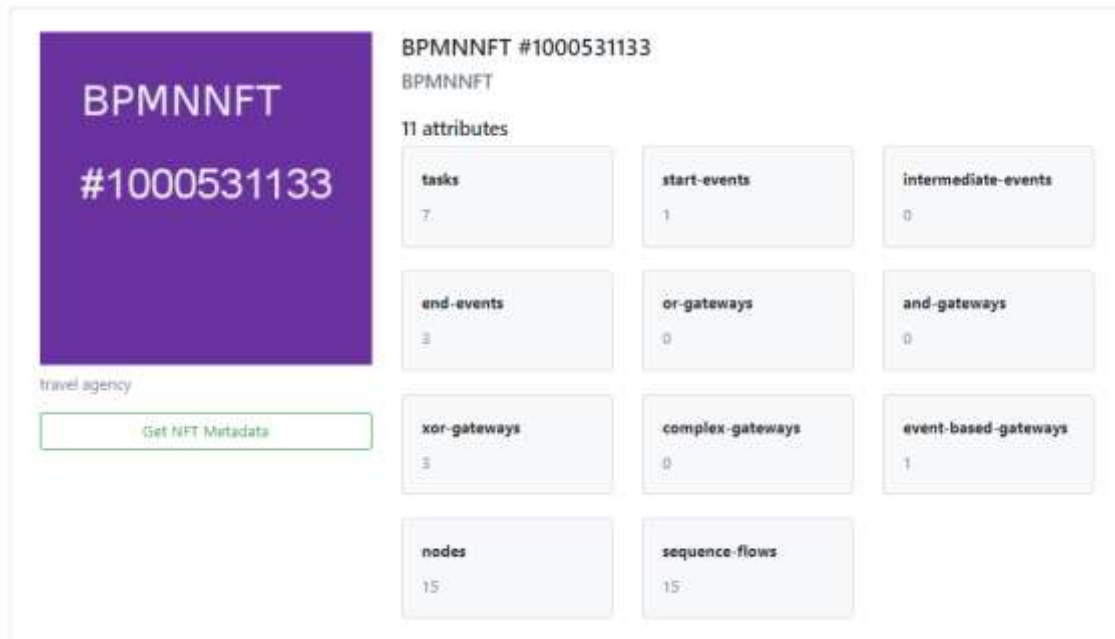 BPMNNFT
#1000531133
travel agency
Get NFT Metadata
BPMNNFT #1000531133
BPMNNFT
11 attributes
tasks
7
start-events
1
intermediate-events
0
end-events
3
or-gateways
0
and-gateways
0
xor-gateways
3
complex-gateways
0
event-based-gateways
1
nodes
15
sequence-flows
15